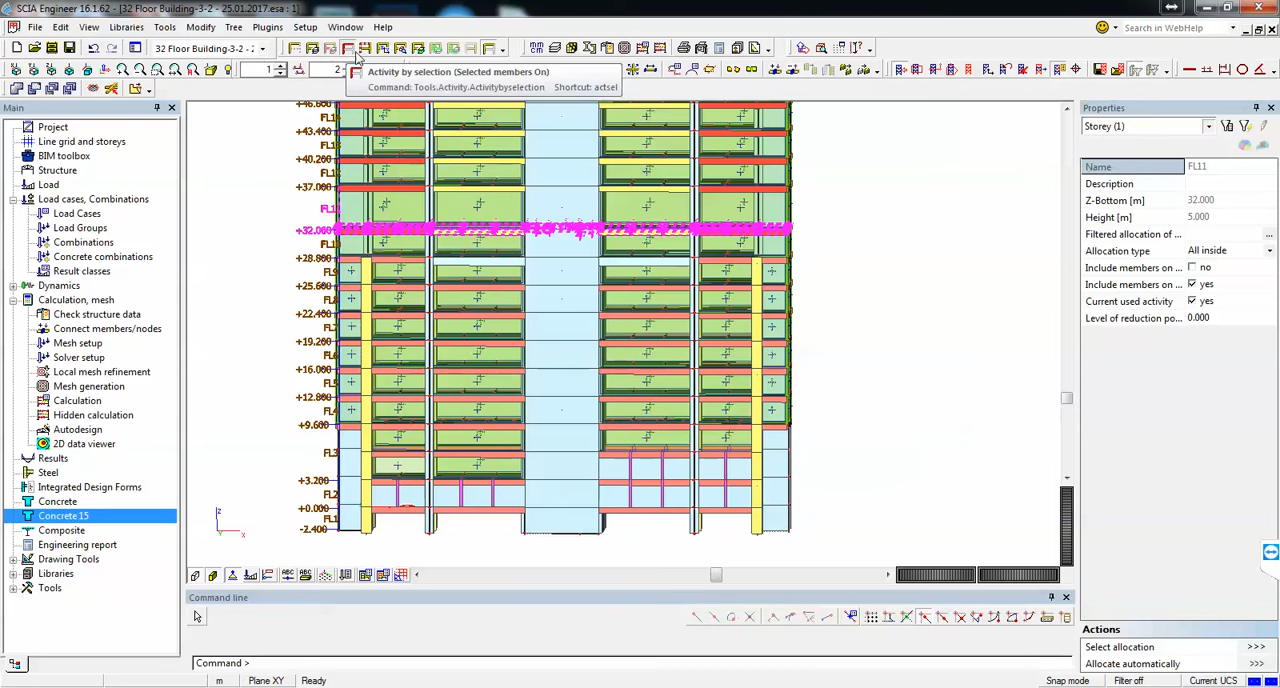 SCIA Engineer 16.1.62 - [32 Floor Building-3-2 - 25.01.2017.esa : 1]
File Edit View Libraries Tools Modify Tree Plugins Setup Window Help
Search in WebHelp
32 Floor Building-3-2 - :
1
2
Activity by selection (Selected members On)
Command: Tools.Activity.Activitybyselection Shortcut: actsel
Main
Project
Line grid and storeys
BIM toolbox
Structure
Load
Load cases, Combinations
Load Cases
Load Groups
Combinations
Concrete combinations
Result classes
Dynamics
Calculation, mesh
Check structure data
Connect members/nodes
Mesh setup
Solver setup
Local mesh refinement
Mesh generation
Calculation
Hidden calculation
Autodesign
2D data viewer
Results
Steel
Integrated Design Forms
Concrete
Concrete 15
Composite
Engineering report
Drawing Tools
Libraries
Tools
+43.400
+40.200
+37.000
+32.000
+28.800
FL9
+25.600
FL8
+22.400
FL7
+19.200
FL6
+16.000
FL5
+12.800
FL4
+9.600
FL3
+3.200
FL2
+0.000
FL1
-2.400
z
Y
x
Command line
Command >
Properties
Storey (1)
Name FL11
Description
Z-Bottom [m] 32.000
Height [m] 5.000
Filtered allocation of ... ...
Allocation type All inside
Include members on ... no
Include members on ... yes
Current used activity yes
Level of reduction po... 0.000
Actions
Select allocation >>>
Allocate automatically >>>
m Plane XY Ready Snap mode Filter off Current UCS